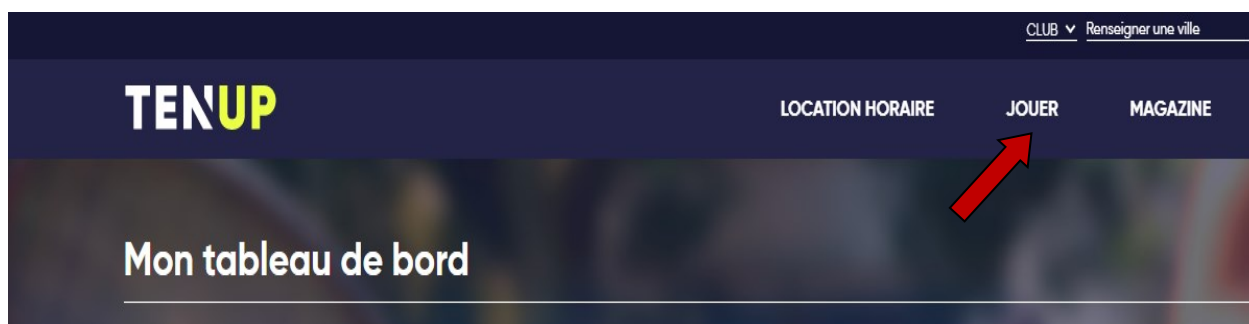 CLUB Renseigner une ville
TENUP
LOCATION HORAIRE JOUER MAGAZINE
Mon tableau de bord